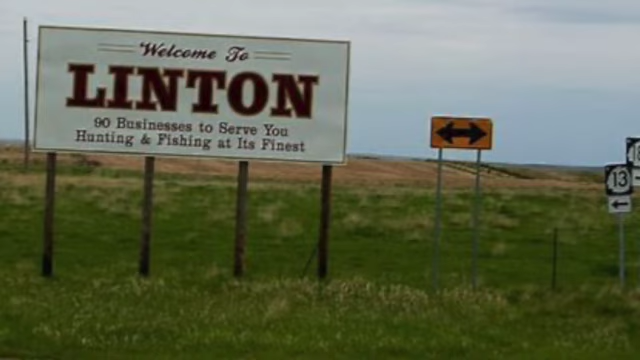 Welcome To
LINTON
90 Businesses to Serve You
Hunting & Fishing at Its Finest
13